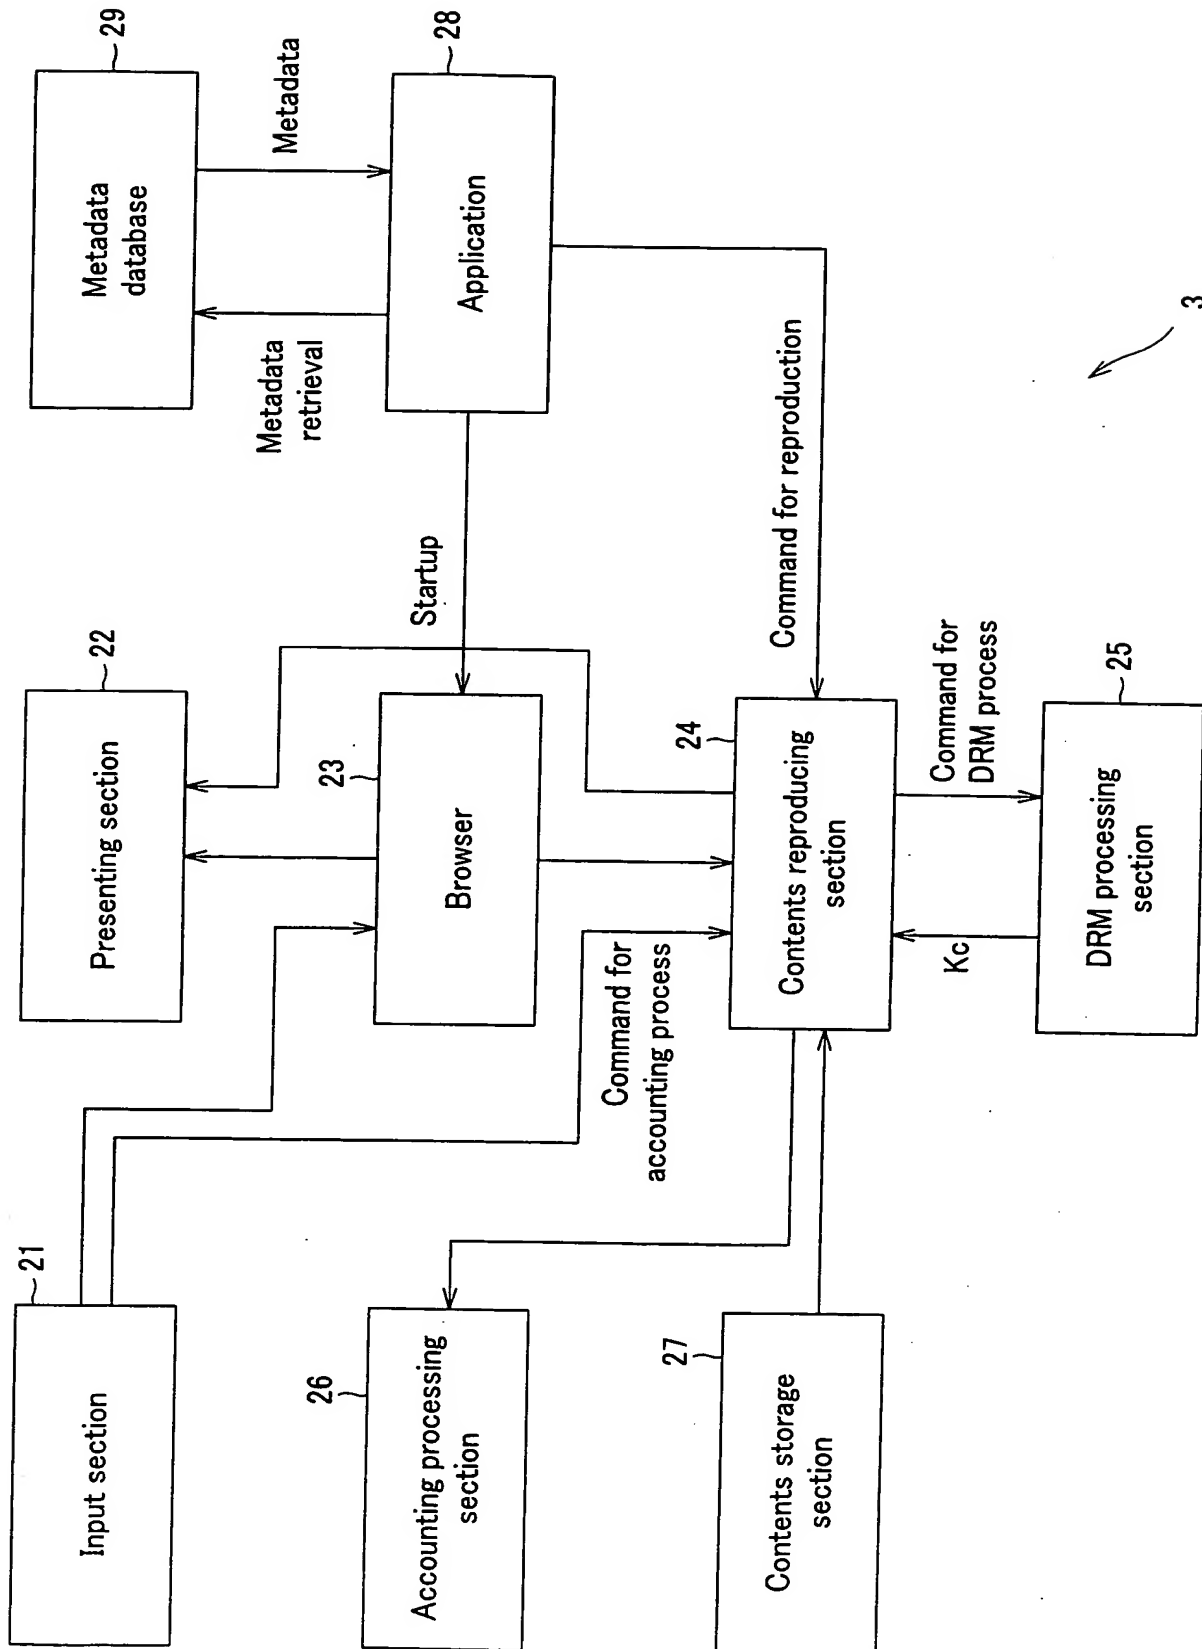 21
Input section
26
Accounting processing
section
27
Contents storage
section
22
Presenting section
23
Browser
Command for
accounting process
24
Contents reproducing
section
Kc
Command for
DRM process
25
DRM processing
section
Startup
Command for reproduction
29
Metadata
database
Metadata
retrieval
Metadata
28
Application
3